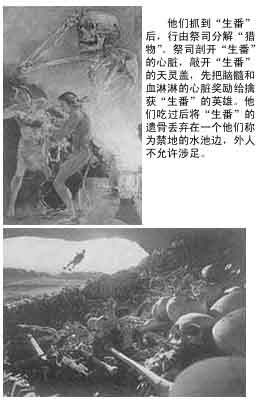 他们抓到“生番”
后，行由祭司分解“猎
物”。祭司剖开“生番”
的心脏，敲开“生番”
的天灵盖，先把脑髓和
血淋淋的心脏奖励给擒
获“生番”的英雄。他
们吃过后将“生番”的
遗骨丢弃在一个他们称
为禁地的水池边，外人
不允许涉足。